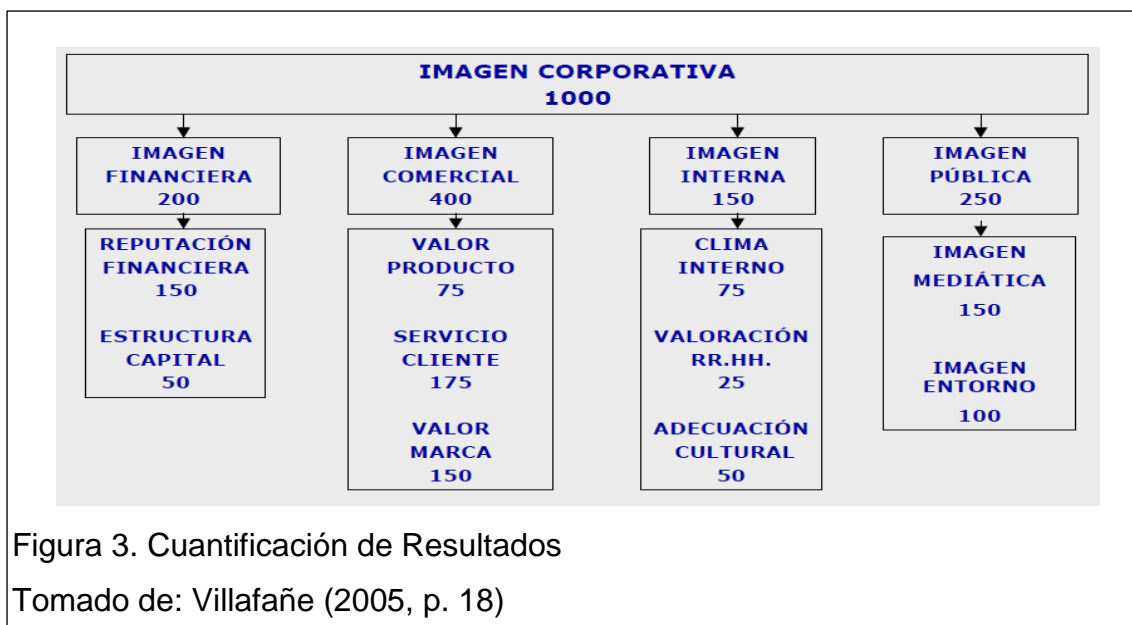 IMAGEN CORPORATIVA
1000
IMAGEN
FINANCIERA
200
REPUTACIÓN
FINANCIERA
150
ESTRUCTURA
CAPITAL
50
IMAGEN
COMERCIAL
400
VALOR
PRODUCTO
75
SERVICIO
CLIENTE
175
VALOR
MARCA
150
IMAGEN
INTERNA
150
CLIMA
INTERNO
75
VALORACIÓN
RR.HH.
25
ADECUACIÓN
CULTURAL
50
IMAGEN
PÚBLICA
250
IMAGEN
MEDIÁTICA
150
IMAGEN
ENTORNO
100
Figura 3. Cuantificación de Resultados
Tomado de: Villafañe (2005, p. 18)